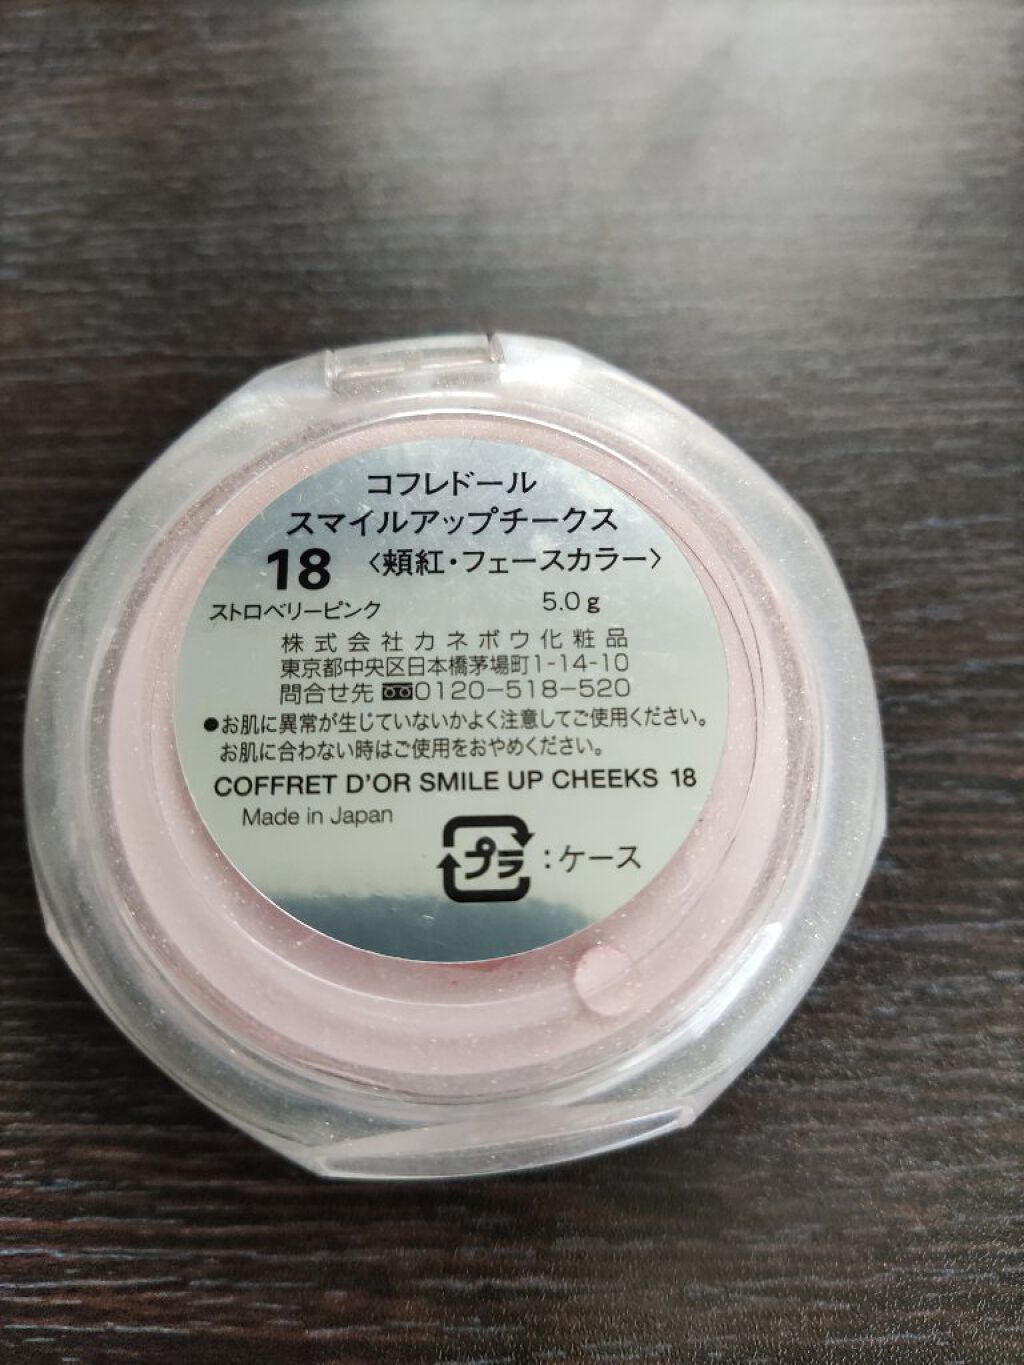 コフレドール
スマイルアップチークス
18 〈頬紅・フェースカラー〉
ストロベリーピンク 5.0g
株式会社カネボウ化粧品
東京都中央区日本橋茅場町1-14-10
問合せ先 0120-518-520
●お肌に異常が生じていないかよく注意してご使用ください。
お肌に合わない時はご使用をおやめください。
COFFRET D'OR SMILE UP CHEEKS 18
Made in Japan
プラ : ケース